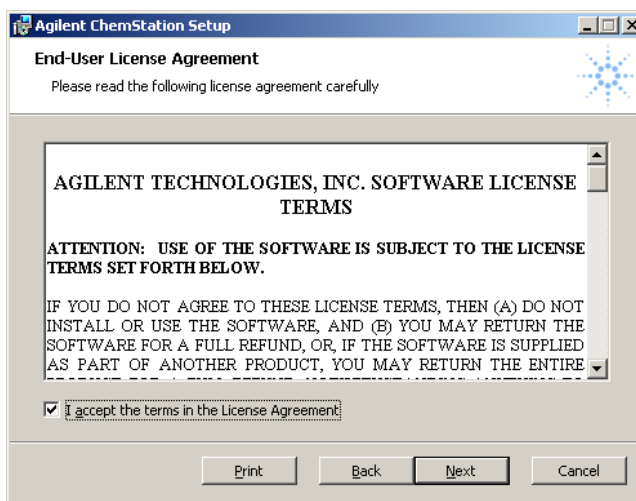 Agilent ChemStation Setup
End-User License Agreement
Please read the following license agreement carefully
AGILENT TECHNOLOGIES, INC. SOFTWARE LICENSE
TERMS
ATTENTION: USE OF THE SOFTWARE IS SUBJECT TO THE LICENSE
TERMS SET FORTH BELOW.
IF YOU DO NOT AGREE TO THESE LICENSE TERMS, THEN (A) DO NOT
INSTALL OR USE THE SOFTWARE, AND (B) YOU MAY RETURN THE
SOFTWARE FOR A FULL REFUND, OR, IF THE SOFTWARE IS SUPPLIED
AS PART OF ANOTHER PRODUCT, YOU MAY RETURN THE ENTIRE
I accept the terms in the License Agreement
Print Back Next Cancel